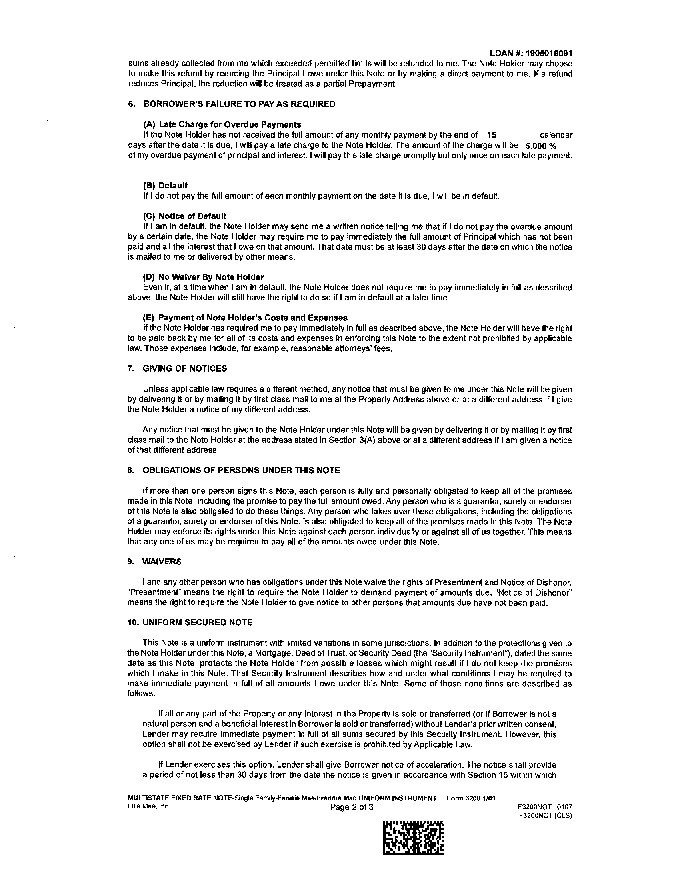 LOAN #: 1905016091
sums already collected from me which exceeded permitted limits will be refunded to me. The Note Holder may choose
to make this refund by reducing the Principal I owe under this Note or by making a direct payment to me. If a refund
reduces Principal, the reduction will be treated as a partial Prepayment.
6. BORROWER'S FAILURE TO PAY AS REQUIRED
(A) Late Charge for Overdue Payments
If the Note Holder has not received the full amount of any monthly payment by the end of 15 calendar
days after the date it is due, I will pay a late charge to the Note Holder. The amount of the charge will be 5.000 %
of my overdue payment of principal and interest. I will pay this late charge promptly but only once on each late payment.
(B) Default
If I do not pay the full amount of each monthly payment on the date it is due, I will be in default.
(C) Notice of Default
If I am in default, the Note Holder may send me a written notice telling me that if I do not pay the overdue amount
by a certain date, the Note Holder may require me to pay immediately the full amount of Principal which has not been
paid and all the interest that I owe on that amount. That date must be at least 30 days after the date on which the notice
is mailed to me or delivered by other means.
(D) No Waiver By Note Holder
Even if, at a time when I am in default, the Note Holder does not require me to pay immediately in full as described
above, the Note Holder will still have the right to do so if I am in default at a later time.
(E) Payment of Note Holder's Costs and Expenses
If the Note Holder has required me to pay immediately in full as described above, the Note Holder will have the right
to be paid back by me for all of its costs and expenses in enforcing this Note to the extent not prohibited by applicable
law. Those expenses include, for example, reasonable attorneys' fees.
7. GIVING OF NOTICES
Unless applicable law requires a different method, any notice that must be given to me under this Note will be given
by delivering it or by mailing it by first class mail to me at the Property Address above or at a different address if I give
the Note Holder a notice of my different address.
Any notice that must be given to the Note Holder under this Note will be given by delivering it or by mailing it by first
class mail to the Note Holder at the address stated in Section 3(A) above or at a different address if I am given a notice
of that different address.
8. OBLIGATIONS OF PERSONS UNDER THIS NOTE
If more than one person signs this Note, each person is fully and personally obligated to keep all of the promises
made in this Note, including the promise to pay the full amount owed. Any person who is a guarantor, surety or endorser
of this Note is also obligated to do these things. Any person who takes over these obligations, including the obligations
of a guarantor, surety or endorser of this Note, is also obligated to keep all of the promises made in this Note. The Note
Holder may enforce its rights under this Note against each person individually or against all of us together. This means
that any one of us may be required to pay all of the amounts owed under this Note.
9. WAIVERS
I and any other person who has obligations under this Note waive the rights of Presentment and Notice of Dishonor.
"Presentment" means the right to require the Note Holder to demand payment of amounts due. "Notice of Dishonor"
means the right to require the Note Holder to give notice to other persons that amounts due have not been paid.
10. UNIFORM SECURED NOTE
This Note is a uniform instrument with limited variations in some jurisdictions. In addition to the protections given to
the Note Holder under this Note, a Mortgage, Deed of Trust, or Security Deed (the "Security Instrument"), dated the same
date as this Note, protects the Note Holder from possible losses which might result if I do not keep the promises
which I make in this Note. That Security Instrument describes how and under what conditions I may be required to
make immediate payment in full of all amounts I owe under this Note. Some of those conditions are described as
follows:
If all or any part of the Property or any Interest in the Property is sold or transferred (or if Borrower is not a
natural person and a beneficial interest in Borrower is sold or transferred) without Lender's prior written consent,
Lender may require immediate payment in full of all sums secured by this Security Instrument. However, this
option shall not be exercised by Lender if such exercise is prohibited by Applicable Law.
If Lender exercises this option, Lender shall give Borrower notice of acceleration. The notice shall provide
a period of not less than 30 days from the date the notice is given in accordance with Section 15 within which
MULTISTATE FIXED RATE NOTE-Single Family-Fannie Mae/Freddie Mac UNIFORM INSTRUMENT Form 3200 1/01
Ellie Mae, Inc. Page 2 of 3 F3200NOT 0107
F3200NOT (CLS)